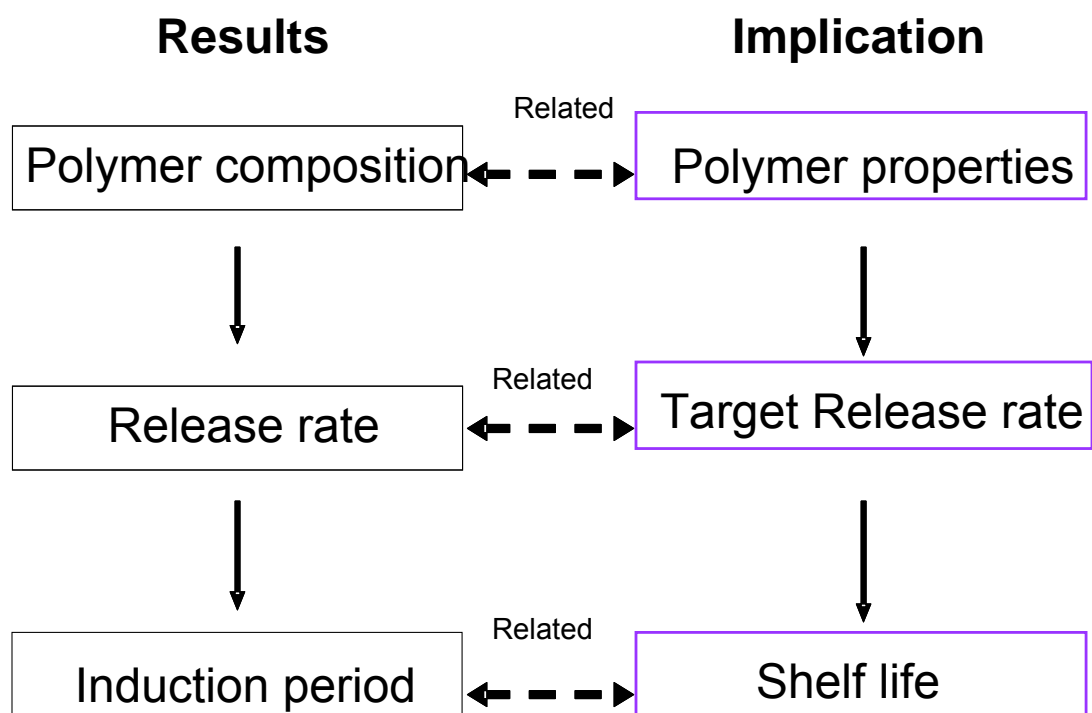 Results
Implication
Related
Polymer composition
Polymer properties
Related
Release rate
Target Release rate
Related
Induction period
Shelf life